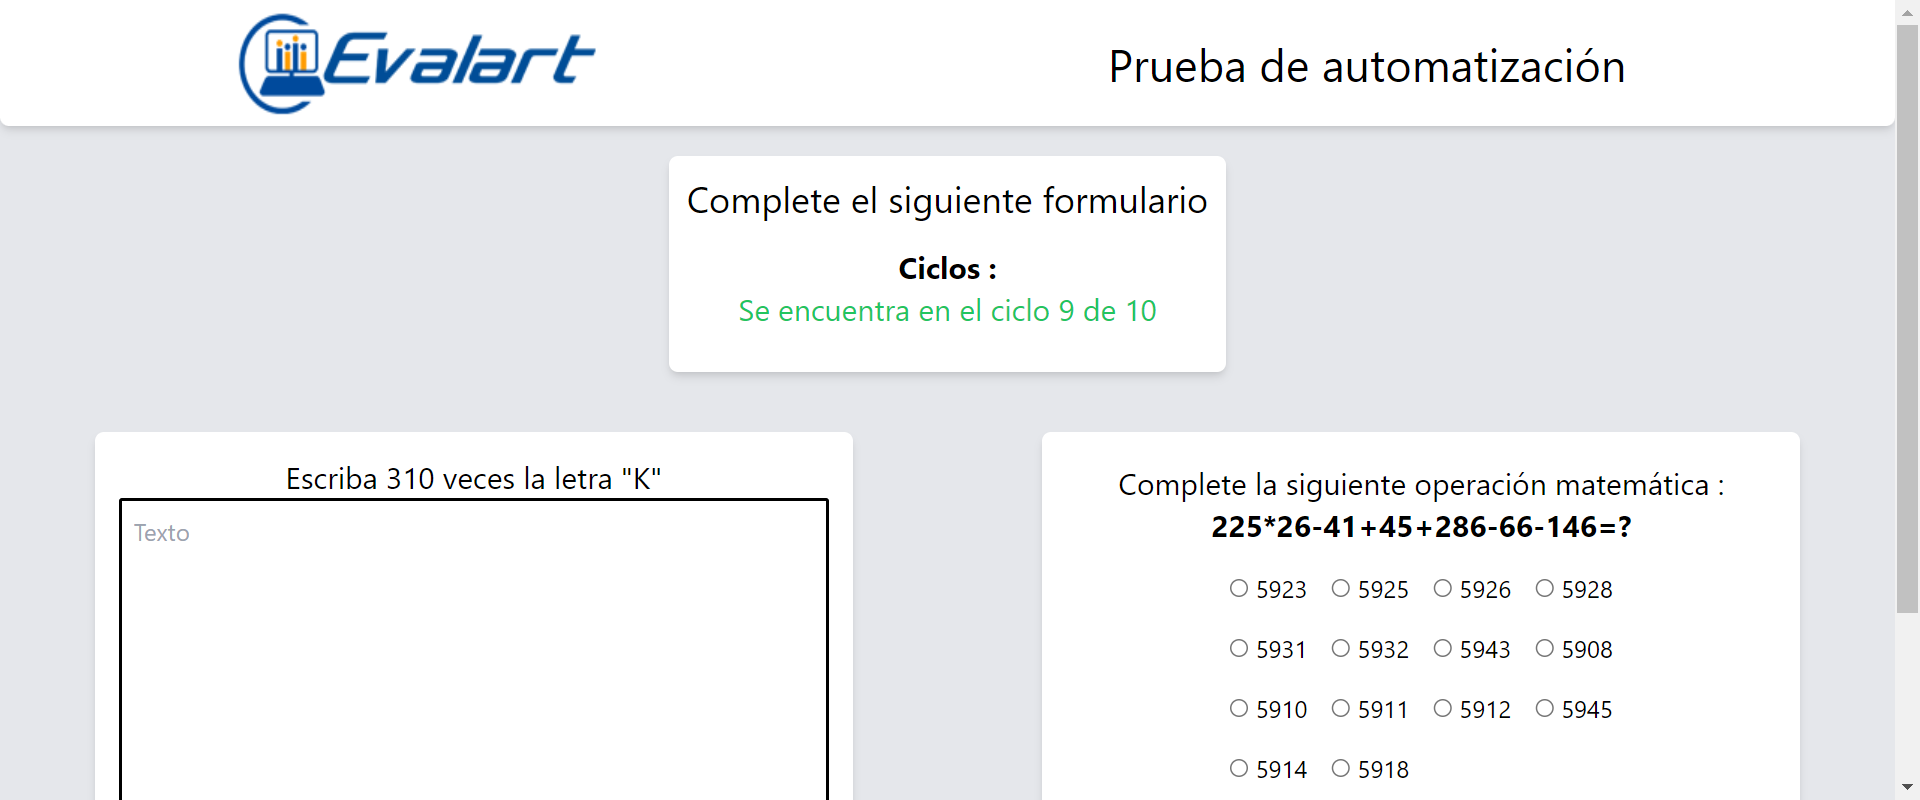 Evalart
Prueba de automatización
Complete el siguiente formulario
Ciclos :
Se encuentra en el ciclo 9 de 10
Escriba 310 veces la letra "K"
Texto
Complete la siguiente operación matemática :
225*26-41+45+286-66-146=?
5923 5925 5926 5928
5931 5932 5943 5908
5910 5911 5912 5945
5914 5918